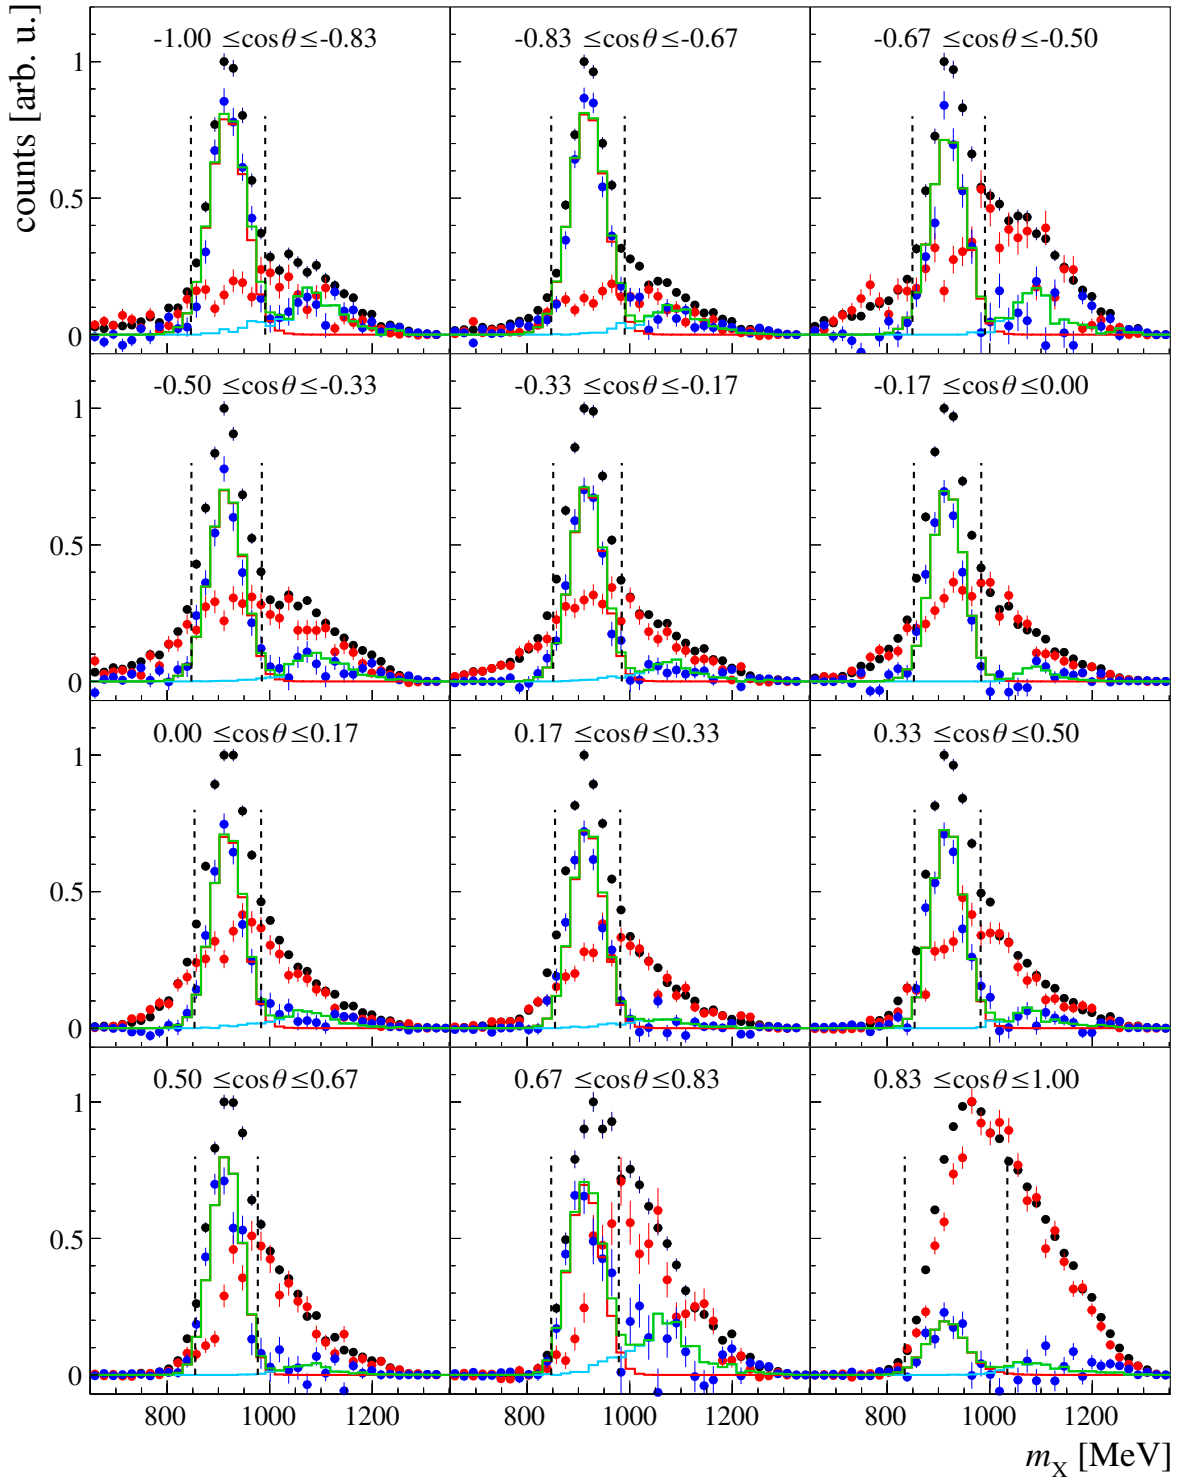 counts [arb. u.]
-1.00 ≤cosθ≤-0.83
-0.83 ≤cosθ≤-0.67
-0.67 ≤cosθ≤-0.50
1
0.5
0
-0.50 ≤cosθ≤-0.33
-0.33 ≤cosθ≤-0.17
-0.17 ≤cosθ≤0.00
1
0.5
0
0.00 ≤cosθ≤0.17
0.17 ≤cosθ≤0.33
0.33 ≤cosθ≤0.50
1
0.5
0
0.50 ≤cosθ≤0.67
0.67 ≤cosθ≤0.83
0.83 ≤cosθ≤1.00
1
0.5
0
800 1000 1200 800 1000 1200 800 1000 1200
m_X [MeV]